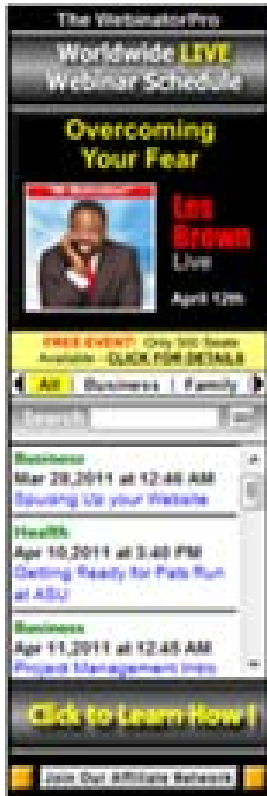 The WebinatorPro
Worldwide LIVE
Webinar Schedule
Overcoming
Your Fear
Les
Brown
Live
April 12th
FREE EVENT! Only 500 Seats
Available - CLICK FOR DETAILS
All | Business | Family
Search
Business
Mar 28,2011 at 12:46 AM
Spusing Up your Website
Health
Apr 10,2011 at 3:40 PM
Getting Ready for Pats Run
at ASU
Business
Apr 11,2011 at 12:45 AM
Project Management Intro
Click to Learn How !
Join Our Affiliate Network